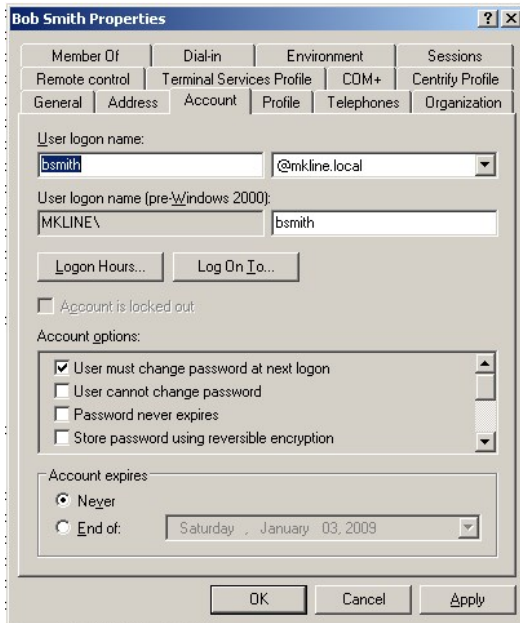 Bob Smith Properties
Member Of Dial-in Environment Sessions
Remote control Terminal Services Profile COM+ Centrify Profile
General Address Account Profile Telephones Organization
User logon name:
bsmith @mkline.local
User logon name (pre-Windows 2000):
MKLINE\ bsmith
Logon Hours... Log On To...
Account is locked out
Account options:
User must change password at next logon
User cannot change password
Password never expires
Store password using reversible encryption
Account expires
Never
End of: Saturday , January 03, 2009
OK Cancel Apply